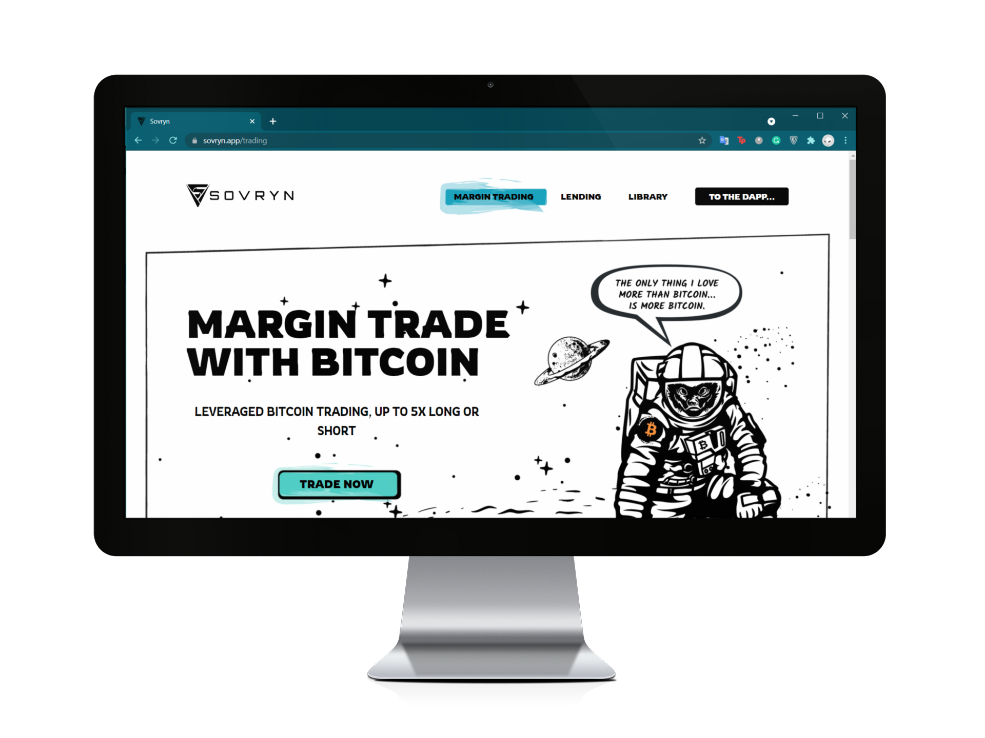 Sovryn
sovryn.app/trading
SOVRYN
MARGIN TRADING
LENDING
LIBRARY
TO THE DAPP...
THE ONLY THING I LOVE
MORE THAN BITCOIN...
IS MORE BITCOIN.
MARGIN TRADE
WITH BITCOIN
LEVERAGED BITCOIN TRADING, UP TO 5X LONG OR
SHORT
TRADE NOW